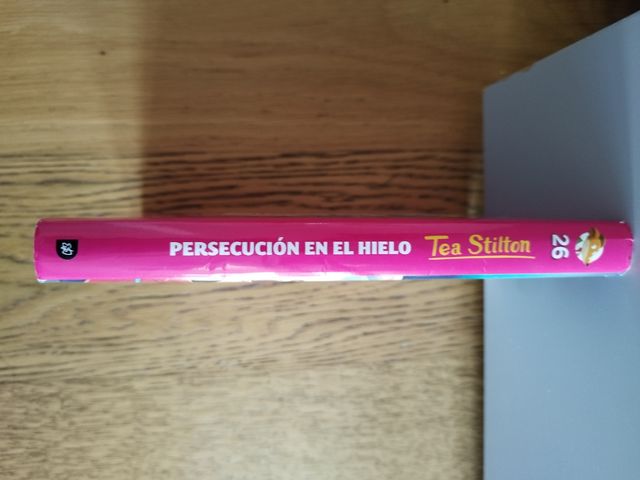 PERSECUCIÓN EN EL HIELO
Tea Stilton
26